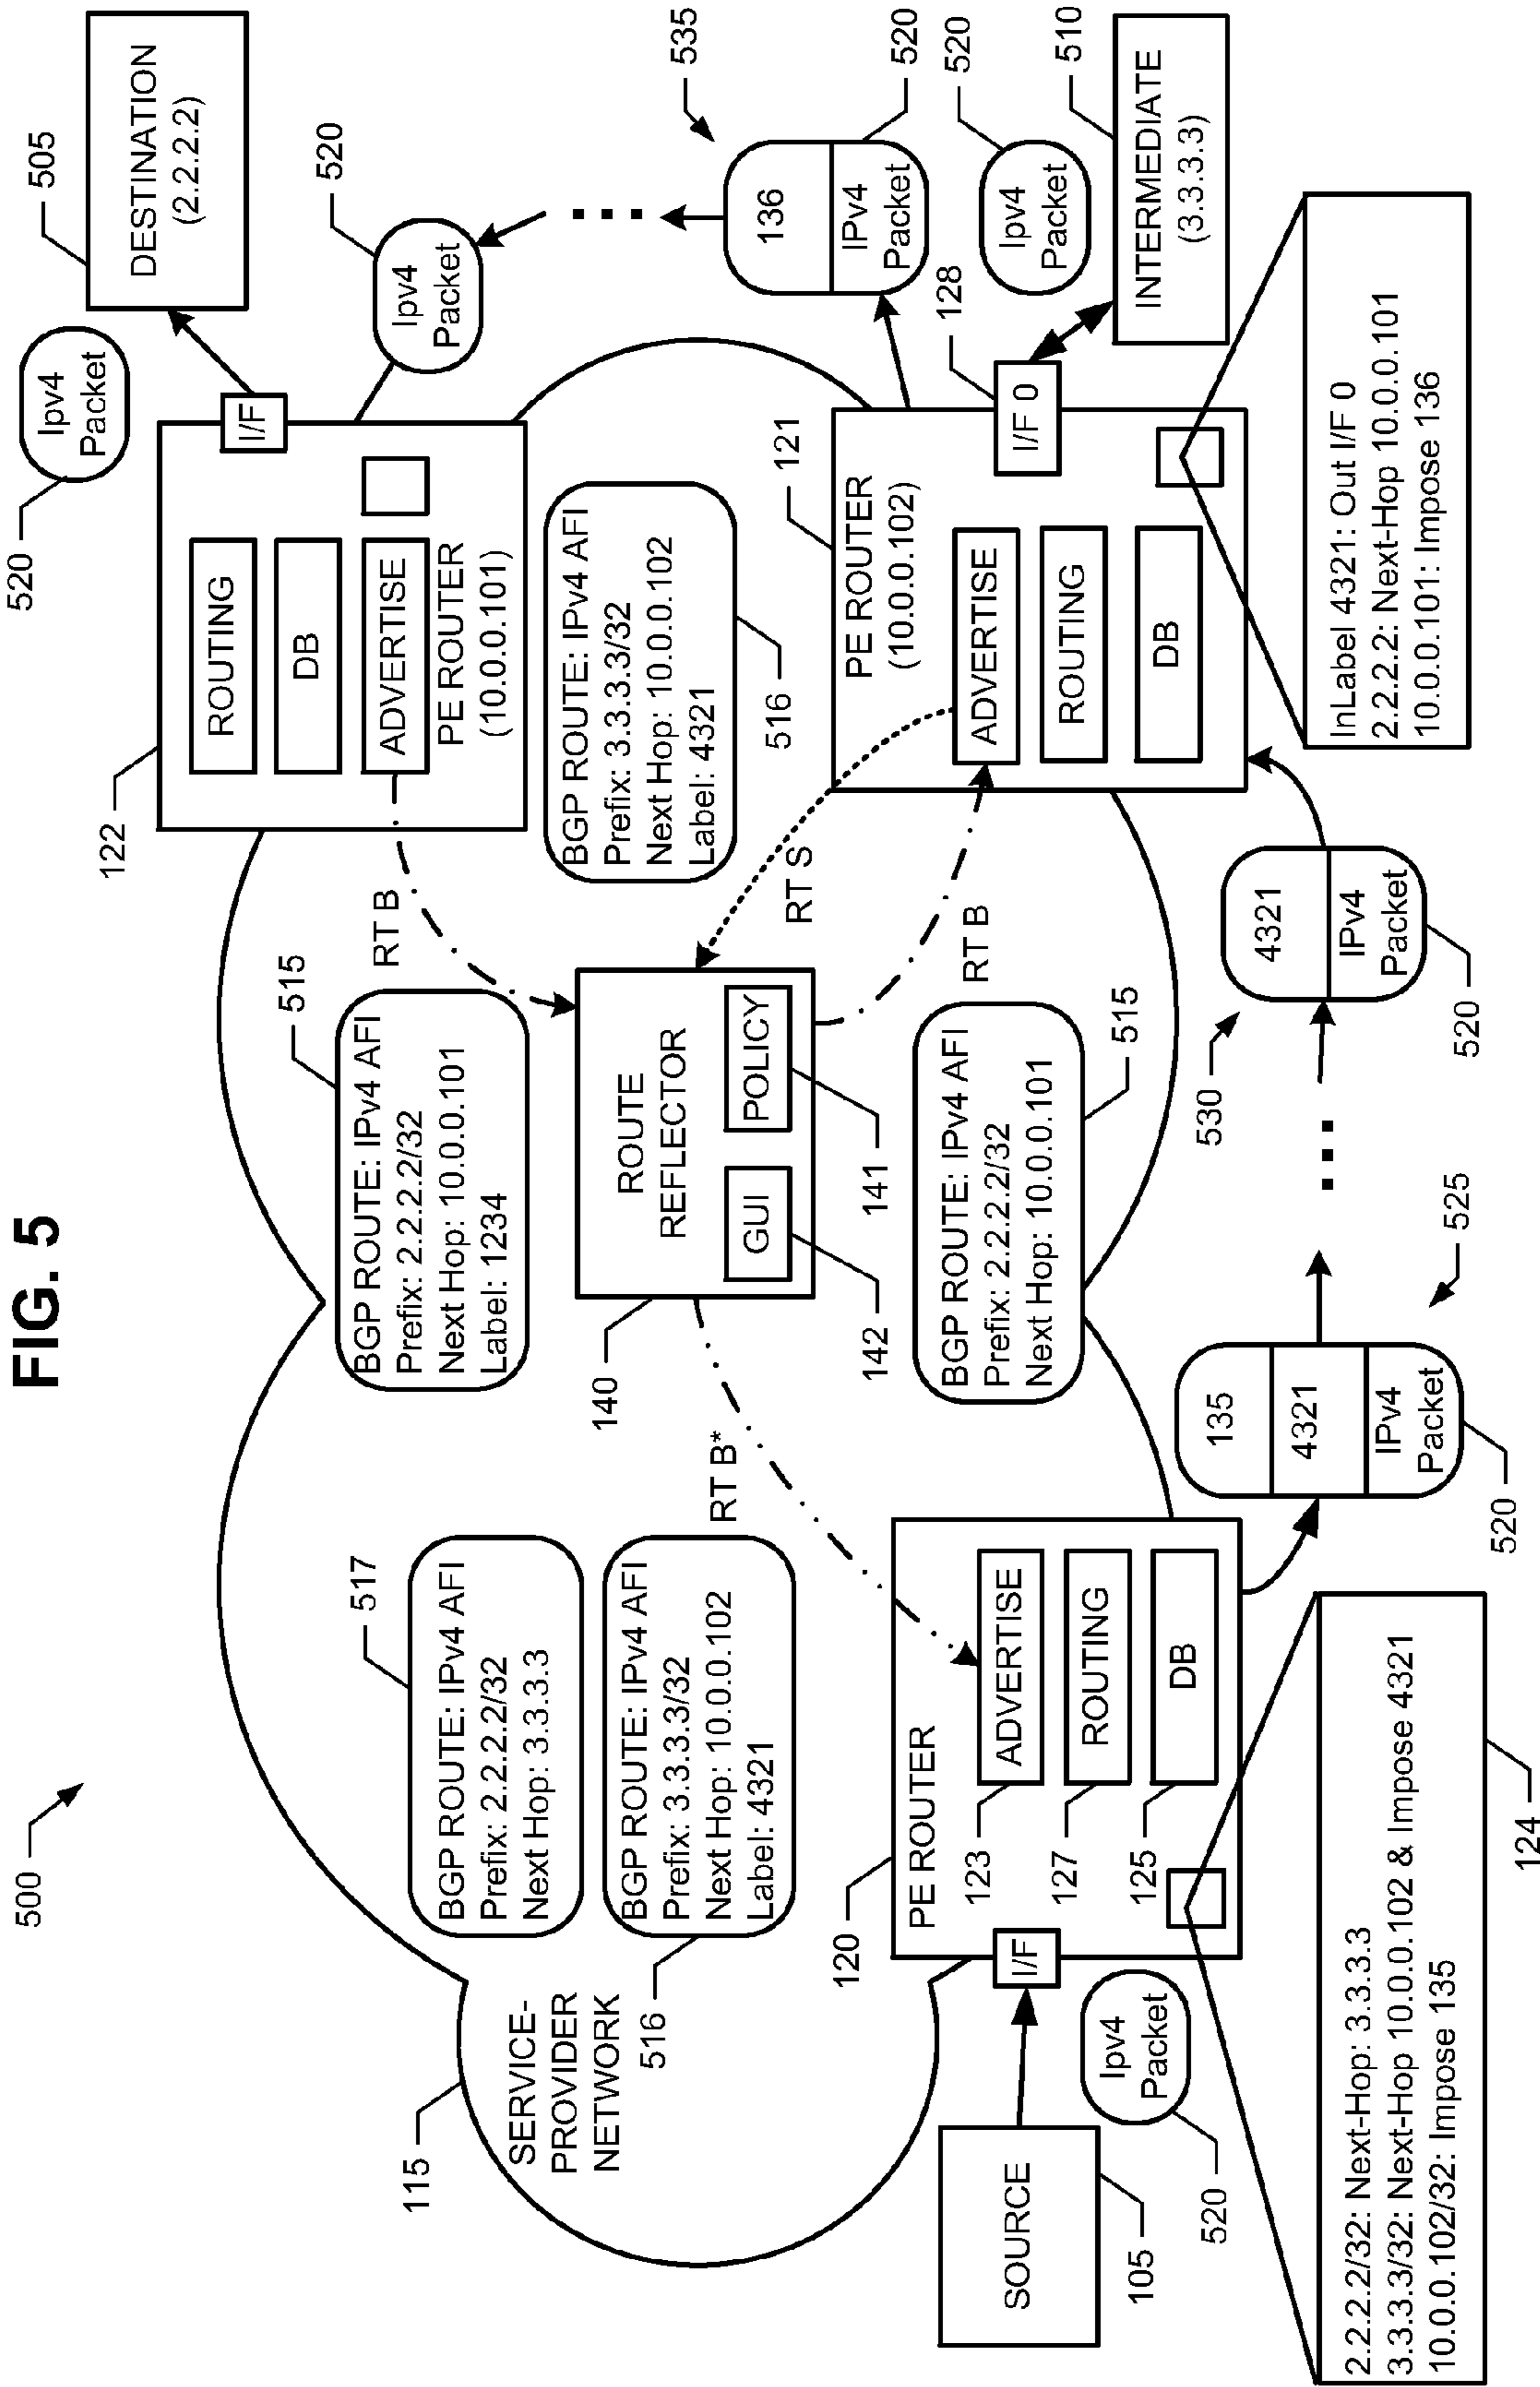 FIG. 5
500
115
SERVICE-
PROVIDER
NETWORK
517
BGP ROUTE: IPv4 AFI
Prefix: 2.2.2.2/32
Next Hop: 3.3.3.3
BGP ROUTE: IPv4 AFI
Prefix: 3.3.3.3/32
Next Hop: 10.0.0.102
Label: 4321
516
RT B*
515
BGP ROUTE: IPv4 AFI
Prefix: 2.2.2.2/32
Next Hop: 10.0.0.101
Label: 1234
RT B
140
ROUTE
REFLECTOR
GUI
POLICY
142
141
RT S
RT B
BGP ROUTE: IPv4 AFI
Prefix: 2.2.2.2/32
Next Hop: 10.0.0.101
515
122
ROUTING
DB
ADVERTISE
PE ROUTER
(10.0.0.101)
I/F
520
Ipv4
Packet
505
DESTINATION
(2.2.2.2)
520
Ipv4
Packet
BGP ROUTE: IPv4 AFI
Prefix: 3.3.3.3/32
Next Hop: 10.0.0.102
Label: 4321
516
535
136
IPv4
Packet
520
520
Ipv4
Packet
510
INTERMEDIATE
(3.3.3.3)
121
PE ROUTER
(10.0.0.102)
ADVERTISE
ROUTING
DB
I/F 0
128
InLabel 4321: Out I/F 0
2.2.2.2: Next-Hop 10.0.0.101
10.0.0.101: Impose 136
120
PE ROUTER
ADVERTISE
123
ROUTING
127
DB
125
I/F
SOURCE
105
Ipv4
Packet
520
135
4321
IPv4
Packet
520
525
530
4321
IPv4
Packet
520
2.2.2.2/32: Next-Hop: 3.3.3.3
3.3.3.3/32: Next-Hop 10.0.0.102 & Impose 4321
10.0.0.102/32: Impose 135
124